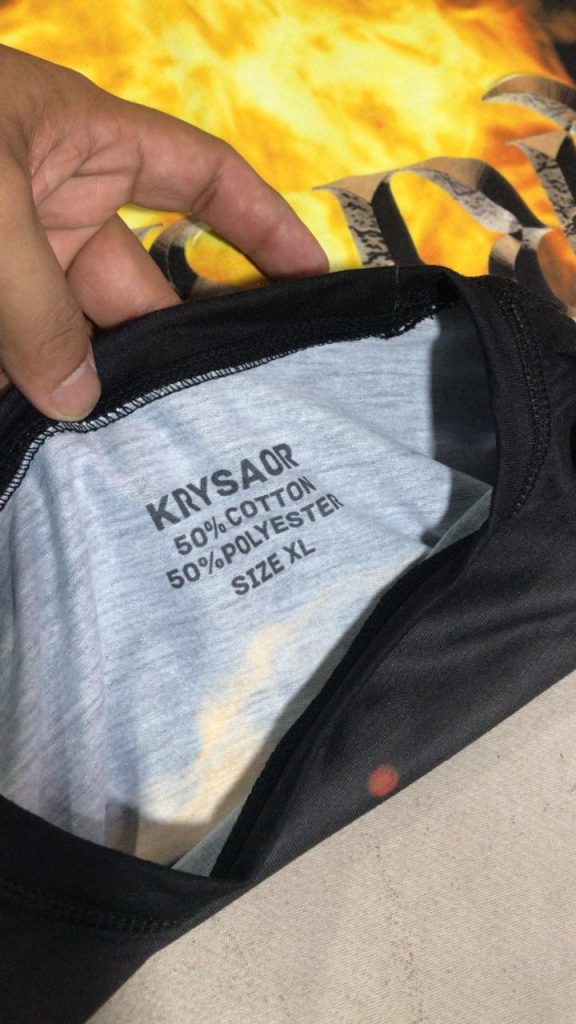 KRYSAOR
50% COTTON
50% POLYESTER
SIZE XL